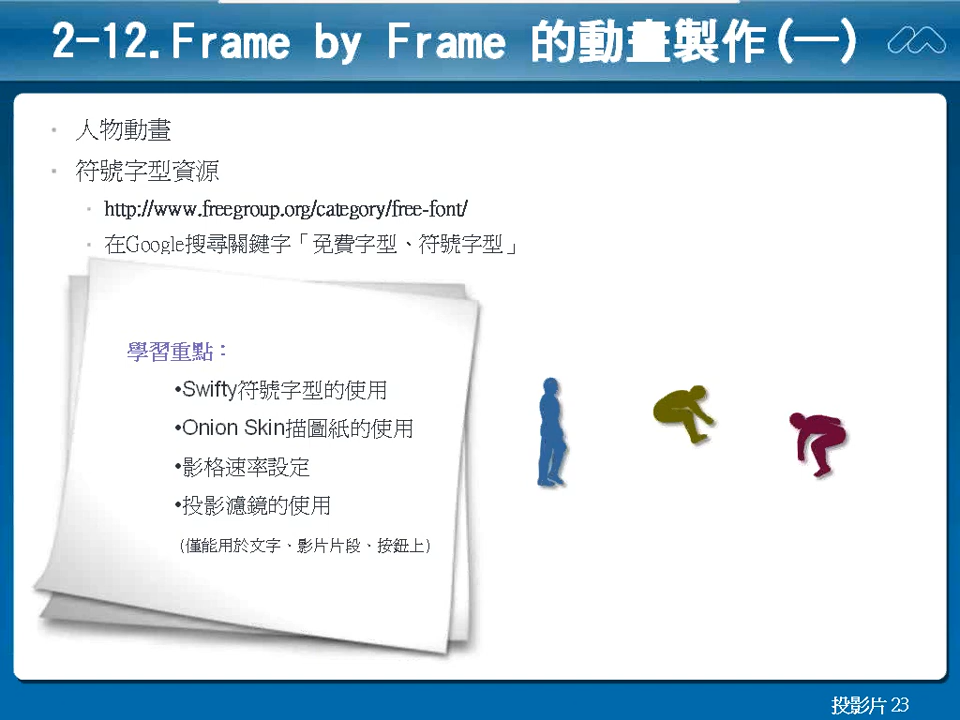 2-12.Frame by Frame 的動畫製作(一)
• 人物動畫
• 符號字型資源
• http://www.freegroup.org/category/free-font/
• 在Google搜尋關鍵字「免費字型、符號字型」
學習重點：
•Swifty符號字型的使用
•Onion Skin描圖紙的使用
•影格速率設定
•投影濾鏡的使用
(僅能用於文字、影片片段、按鈕上)
投影片 23